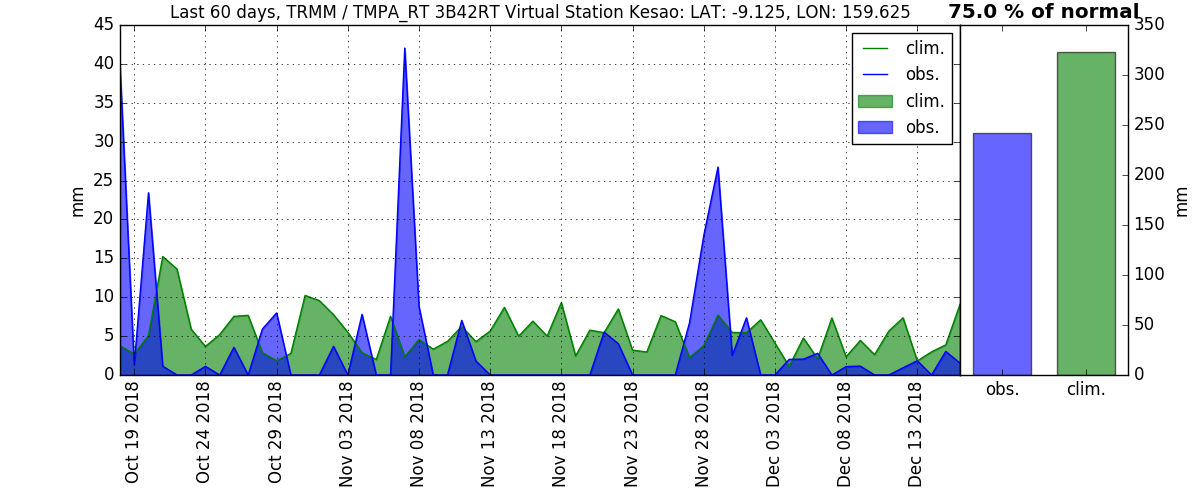 Last 60 days, TRMM / TMPA_RT 3B42RT Virtual Station Kesao: LAT: -9.125, LON: 159.625
75.0 % of normal
45
40
35
30
25
20
15
10
5
0
mm
clim.
obs.
clim.
obs.
350
300
250
200
150
100
50
0
mm
obs.
clim.
Oct 19 2018
Oct 24 2018
Oct 29 2018
Nov 03 2018
Nov 08 2018
Nov 13 2018
Nov 18 2018
Nov 23 2018
Nov 28 2018
Dec 03 2018
Dec 08 2018
Dec 13 2018